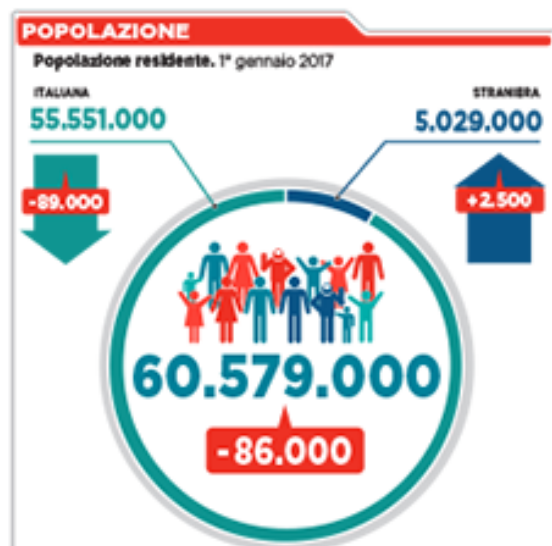 POPOLAZIONE
Popolazione residente. 1° gennaio 2017
ITALIANA
55.551.000
STRANIERA
5.029.000
-89.000
+2.500
60.579.000
-86.000